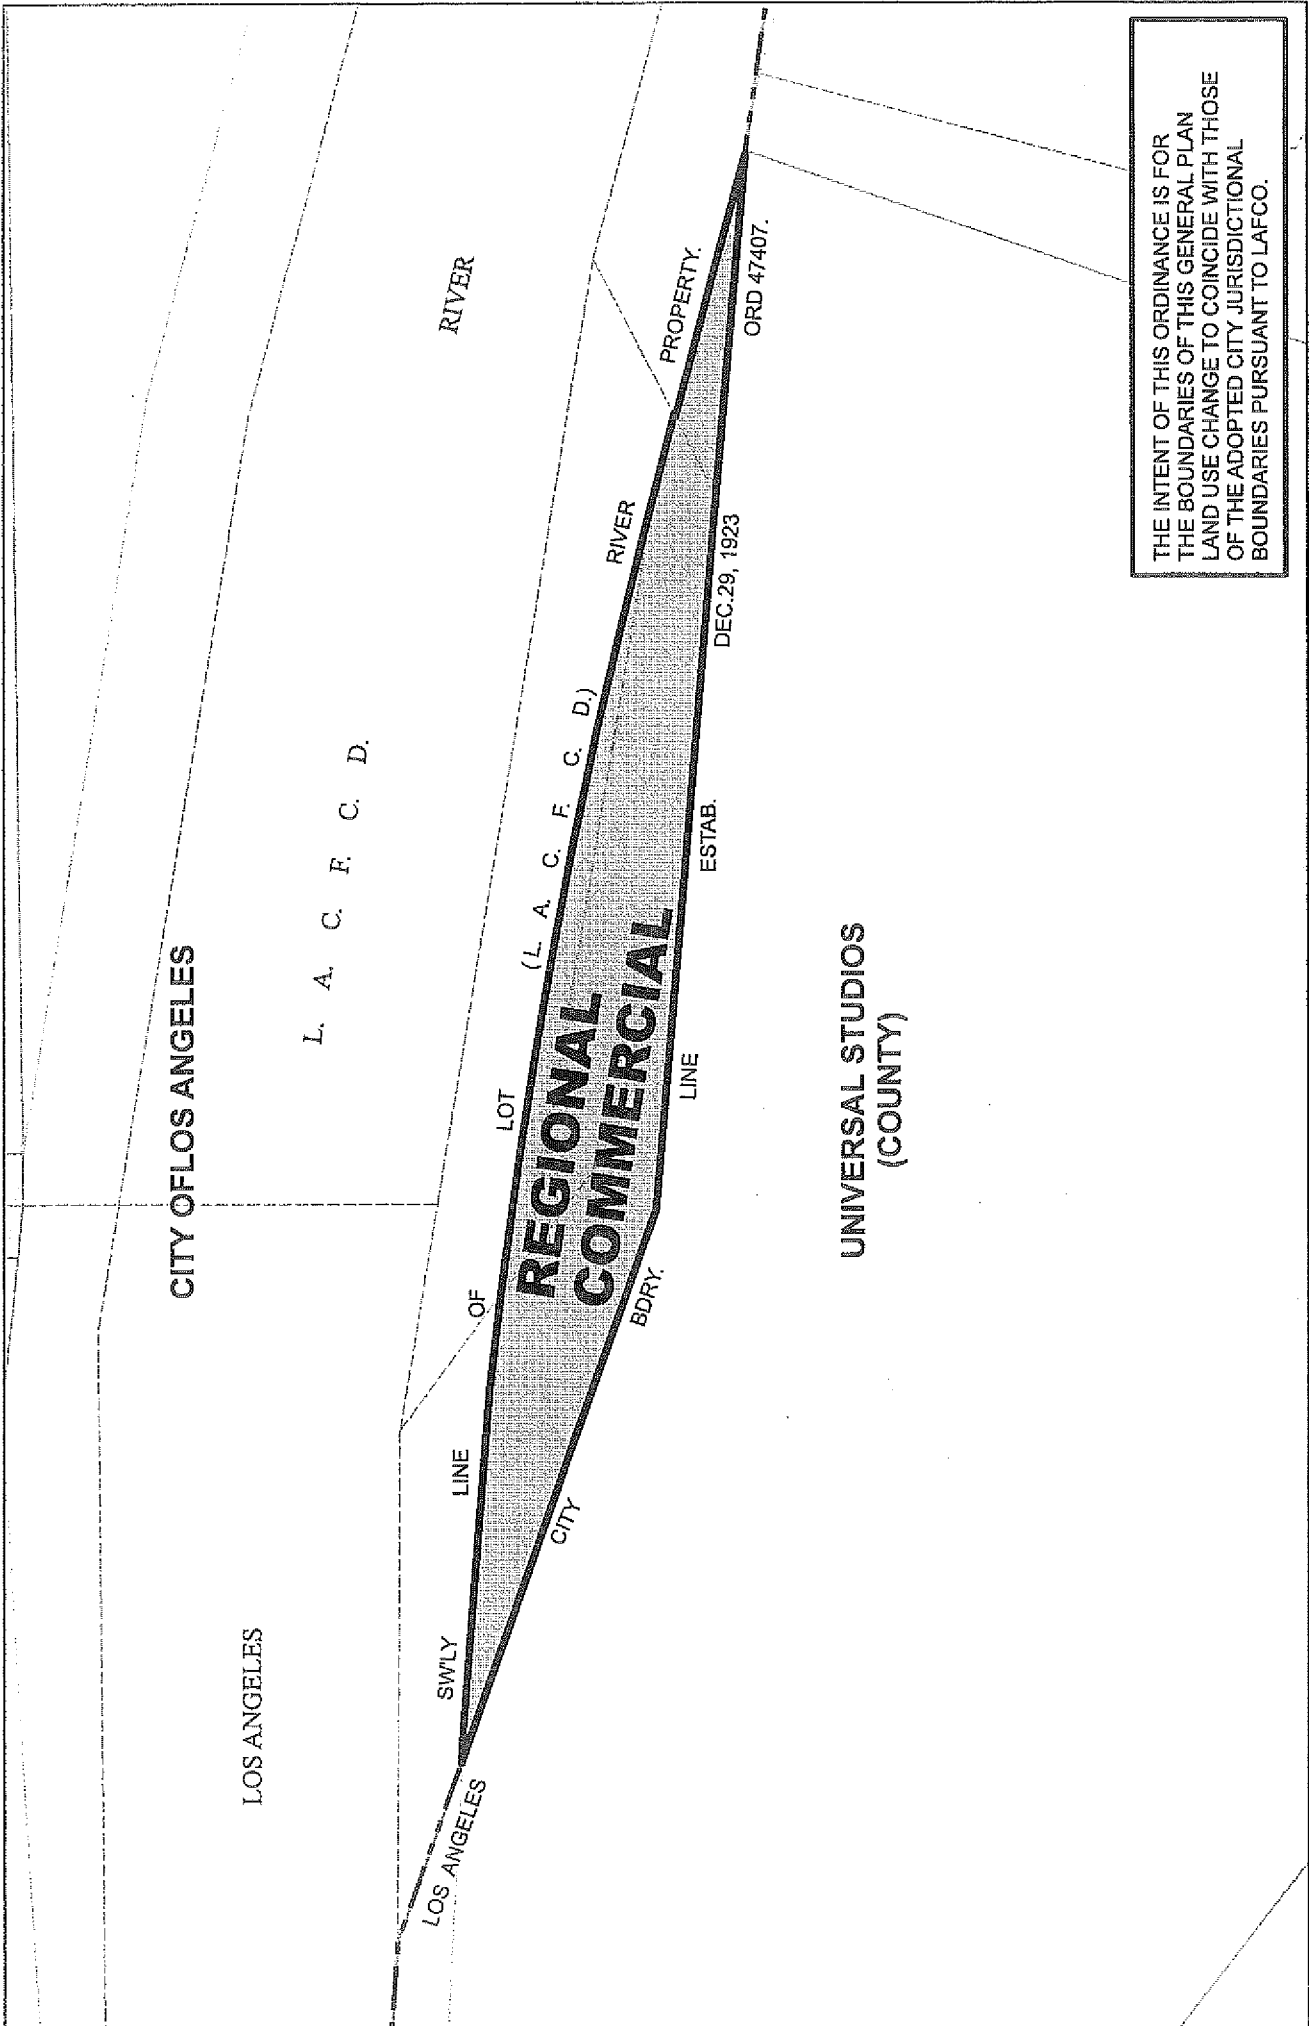 CITY OFLOS ANGELES
LOS ANGELES
L. A. C. F. C. D.
RIVER
SW'LY LINE OF LOT (L. A. C. F. C. D.) RIVER PROPERTY.
REGIONAL
COMMERCIAL
LOS ANGELES CITY BDRY. LINE ESTAB. DEC.29, 1923 ORD 47407.
UNIVERSAL STUDIOS
(COUNTY)
THE INTENT OF THIS ORDINANCE IS FOR
THE BOUNDARIES OF THIS GENERAL PLAN
LAND USE CHANGE TO COINCIDE WITH THOSE
OF THE ADOPTED CITY JURISDICTIONAL
BOUNDARIES PURSUANT TO LAFCO.